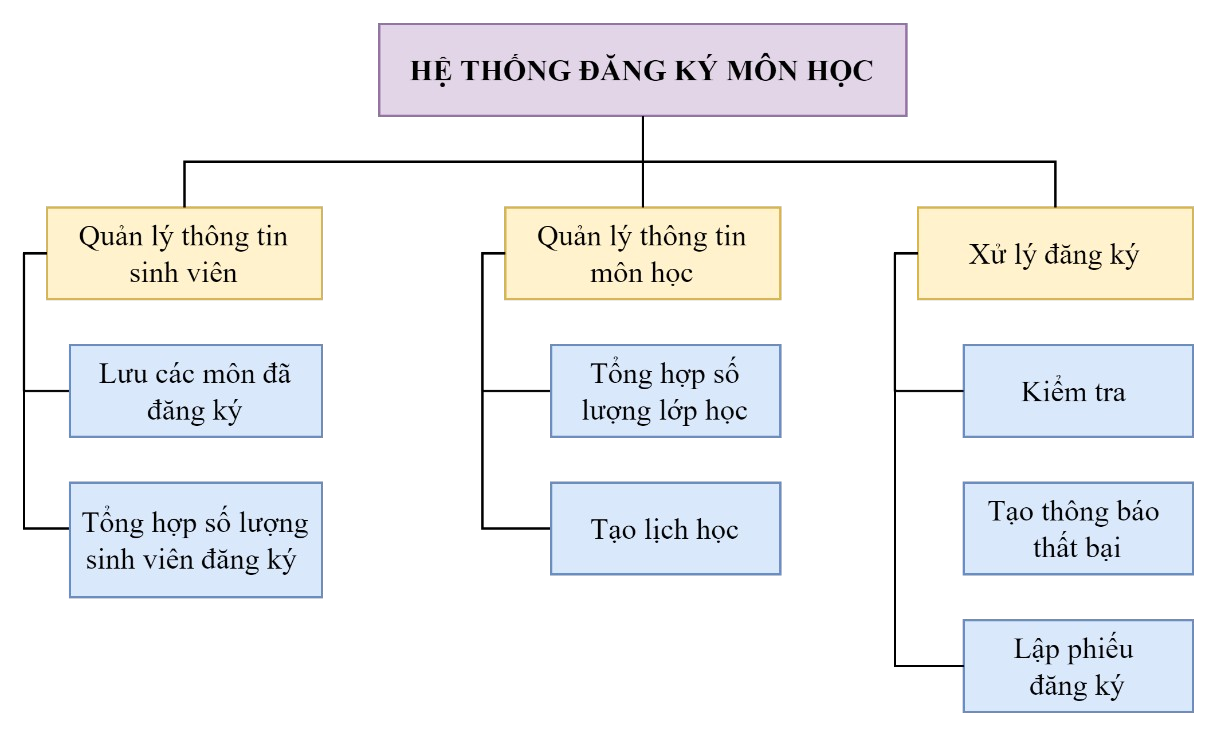 HỆ THỐNG ĐĂNG KÝ MÔN HỌC
Quản lý thông tin
sinh viên
Lưu các môn đã
đăng ký
Tổng hợp số lượng
sinh viên đăng ký
Quản lý thông tin
môn học
Tổng hợp số
lượng lớp học
Tạo lịch học
Xử lý đăng ký
Kiểm tra
Tạo thông báo
thất bại
Lập phiếu
đăng ký